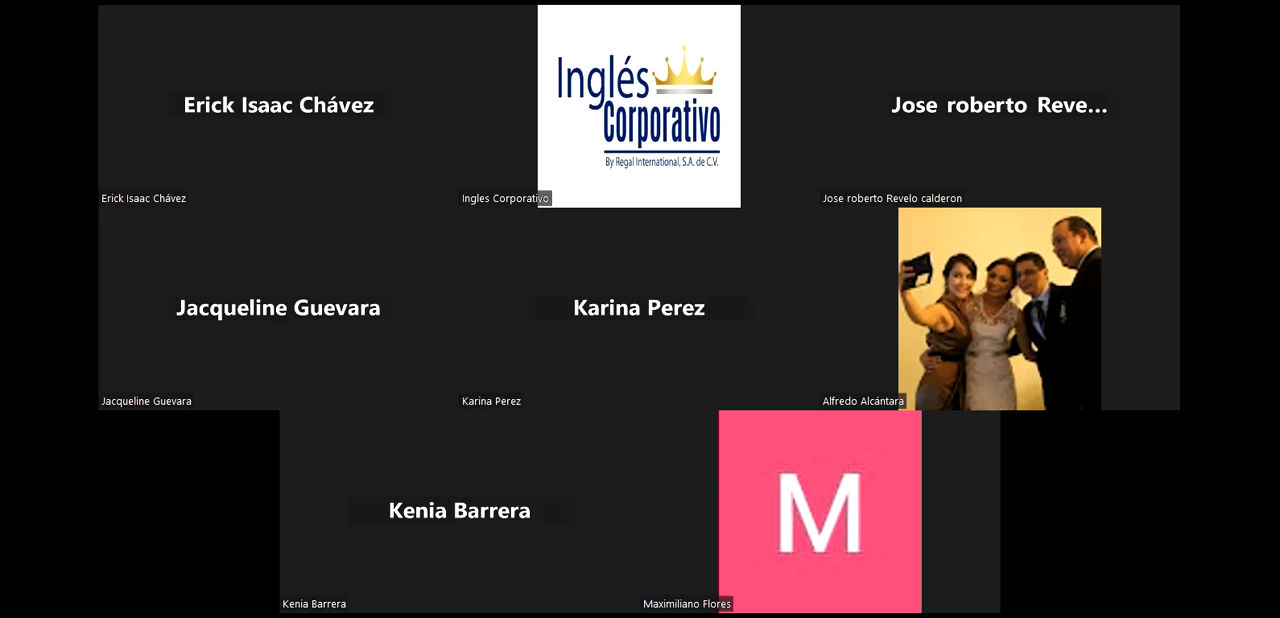 Erick Isaac Chávez
Erick Isaac Chávez
Inglés
Corporativo
By Regal International, S.A. de C.V.
Ingles Corporativo
Jose roberto Reve...
Jose roberto Revelo calderon
Jacqueline Guevara
Jacqueline Guevara
Karina Perez
Karina Perez
Alfredo Alcántara
Kenia Barrera
Kenia Barrera
M
Maximiliano Flores